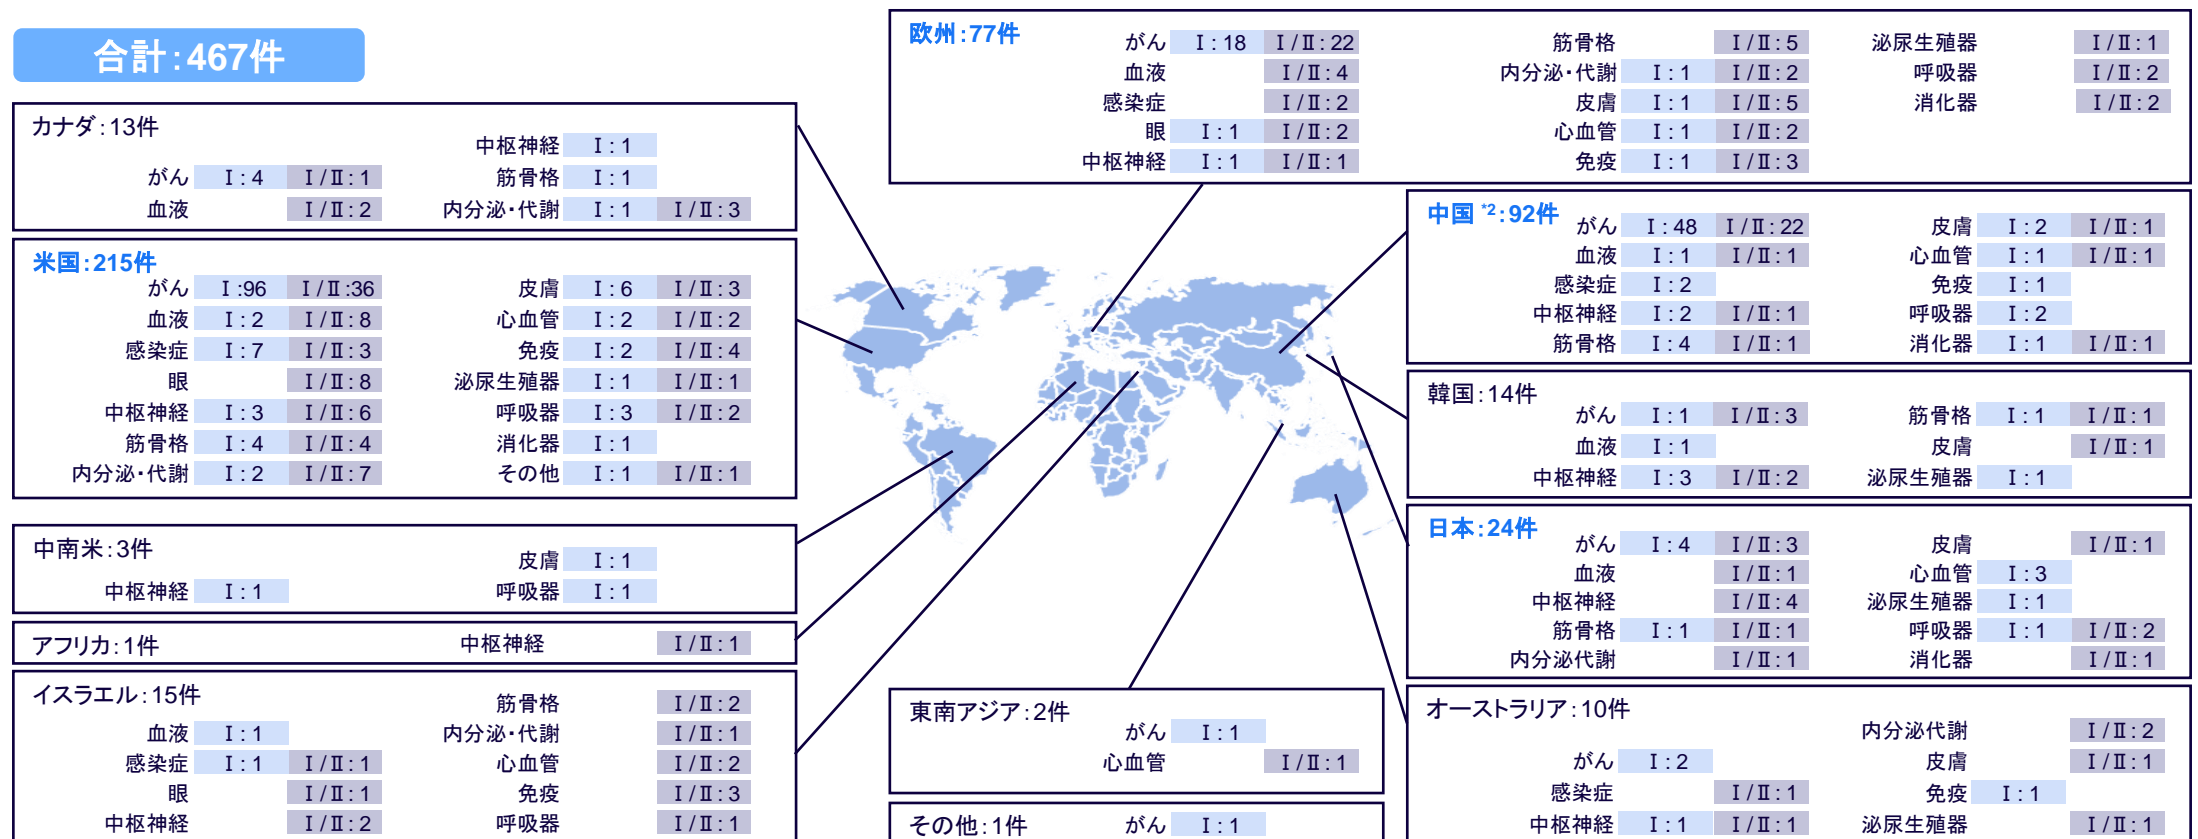 合計:467件
カナダ:13件
がん Ⅰ:4 Ⅰ/Ⅱ:1
血液 Ⅰ/Ⅱ:2
中枢神経 Ⅰ:1
筋骨格 Ⅰ:1
内分泌・代謝 Ⅰ:1 Ⅰ/Ⅱ:3
米国:215件
がん Ⅰ:96 Ⅰ/Ⅱ:36
血液 Ⅰ:2 Ⅰ/Ⅱ:8
感染症 Ⅰ:7 Ⅰ/Ⅱ:3
眼 Ⅰ/Ⅱ:8
中枢神経 Ⅰ:3 Ⅰ/Ⅱ:6
筋骨格 Ⅰ:4 Ⅰ/Ⅱ:4
内分泌・代謝 Ⅰ:2 Ⅰ/Ⅱ:7
皮膚 Ⅰ:6 Ⅰ/Ⅱ:3
心血管 Ⅰ:2 Ⅰ/Ⅱ:2
免疫 Ⅰ:2 Ⅰ/Ⅱ:4
泌尿生殖器 Ⅰ:1 Ⅰ/Ⅱ:1
呼吸器 Ⅰ:3 Ⅰ/Ⅱ:2
消化器 Ⅰ:1
その他 Ⅰ:1 Ⅰ/Ⅱ:1
中南米:3件
中枢神経 Ⅰ:1
皮膚 Ⅰ:1
呼吸器 Ⅰ:1
アフリカ:1件
中枢神経 Ⅰ/Ⅱ:1
イスラエル:15件
血液 Ⅰ:1
感染症 Ⅰ:1 Ⅰ/Ⅱ:1
眼 Ⅰ/Ⅱ:1
中枢神経 Ⅰ/Ⅱ:2
筋骨格 Ⅰ/Ⅱ:2
内分泌・代謝 Ⅰ/Ⅱ:1
心血管 Ⅰ/Ⅱ:2
免疫 Ⅰ/Ⅱ:3
呼吸器 Ⅰ/Ⅱ:1
欧州:77件
がん Ⅰ:18 Ⅰ/Ⅱ:22
血液 Ⅰ/Ⅱ:4
感染症 Ⅰ/Ⅱ:2
眼 Ⅰ:1 Ⅰ/Ⅱ:2
中枢神経 Ⅰ:1 Ⅰ/Ⅱ:1
筋骨格 Ⅰ/Ⅱ:5
内分泌・代謝 Ⅰ:1 Ⅰ/Ⅱ:2
皮膚 Ⅰ:1 Ⅰ/Ⅱ:5
心血管 Ⅰ:1 Ⅰ/Ⅱ:2
免疫 Ⅰ:1 Ⅰ/Ⅱ:3
泌尿生殖器 Ⅰ/Ⅱ:1
呼吸器 Ⅰ/Ⅱ:2
消化器 Ⅰ/Ⅱ:2
中国 *2:92件
がん Ⅰ:48 Ⅰ/Ⅱ:22
血液 Ⅰ:1 Ⅰ/Ⅱ:1
感染症 Ⅰ:2
中枢神経 Ⅰ:2 Ⅰ/Ⅱ:1
筋骨格 Ⅰ:4 Ⅰ/Ⅱ:1
皮膚 Ⅰ:2 Ⅰ/Ⅱ:1
心血管 Ⅰ:1 Ⅰ/Ⅱ:1
免疫 Ⅰ:1
呼吸器 Ⅰ:2
消化器 Ⅰ:1 Ⅰ/Ⅱ:1
韓国:14件
がん Ⅰ:1 Ⅰ/Ⅱ:3
血液 Ⅰ:1
中枢神経 Ⅰ:3 Ⅰ/Ⅱ:2
筋骨格 Ⅰ:1 Ⅰ/Ⅱ:1
皮膚 Ⅰ/Ⅱ:1
泌尿生殖器 Ⅰ:1
日本:24件
がん Ⅰ:4 Ⅰ/Ⅱ:3
血液 Ⅰ/Ⅱ:1
中枢神経 Ⅰ/Ⅱ:4
筋骨格 Ⅰ:1 Ⅰ/Ⅱ:1
内分泌代謝 Ⅰ/Ⅱ:1
皮膚 Ⅰ/Ⅱ:1
心血管 Ⅰ:3
泌尿生殖器 Ⅰ:1
呼吸器 Ⅰ:1 Ⅰ/Ⅱ:2
消化器 Ⅰ/Ⅱ:1
東南アジア:2件
がん Ⅰ:1
心血管 Ⅰ/Ⅱ:1
その他:1件
がん Ⅰ:1
オーストラリア:10件
がん Ⅰ:2
感染症 Ⅰ/Ⅱ:1
中枢神経 Ⅰ:1 Ⅰ/Ⅱ:1
内分泌代謝 Ⅰ/Ⅱ:2
皮膚 Ⅰ/Ⅱ:1
免疫 Ⅰ:1
泌尿生殖器 Ⅰ/Ⅱ:1